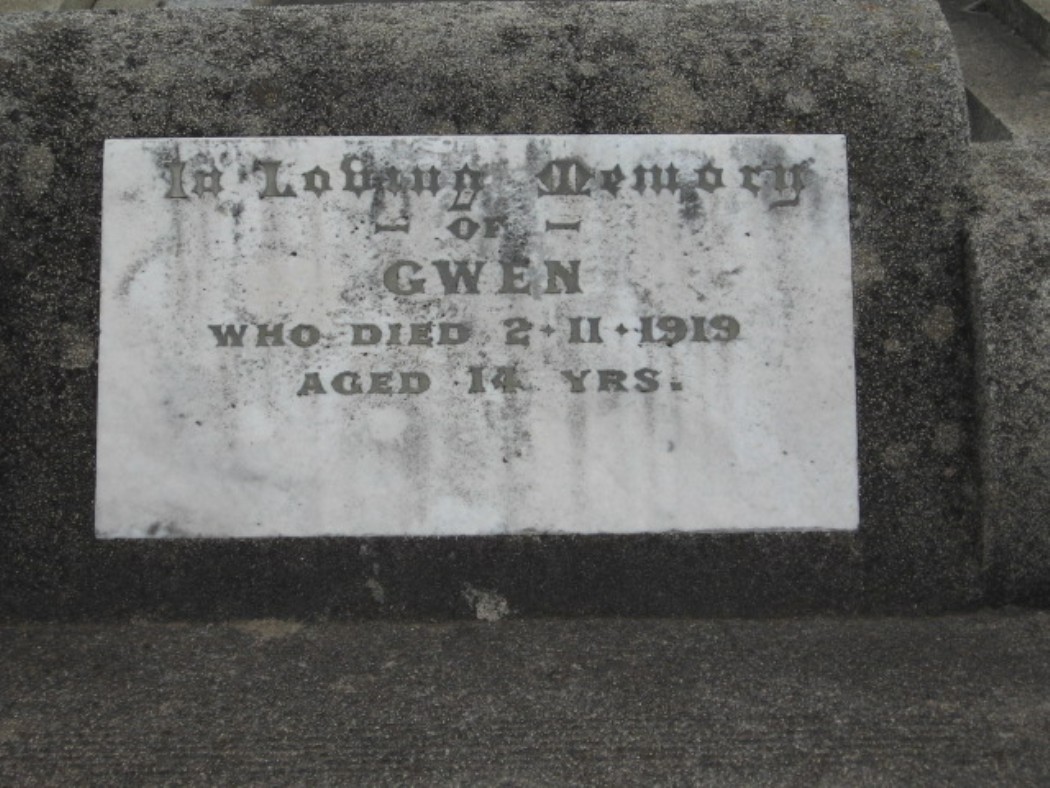 In Loving Memory
- OF -
GWEN
WHO DIED 2·11·1919
AGED 14 YRS.